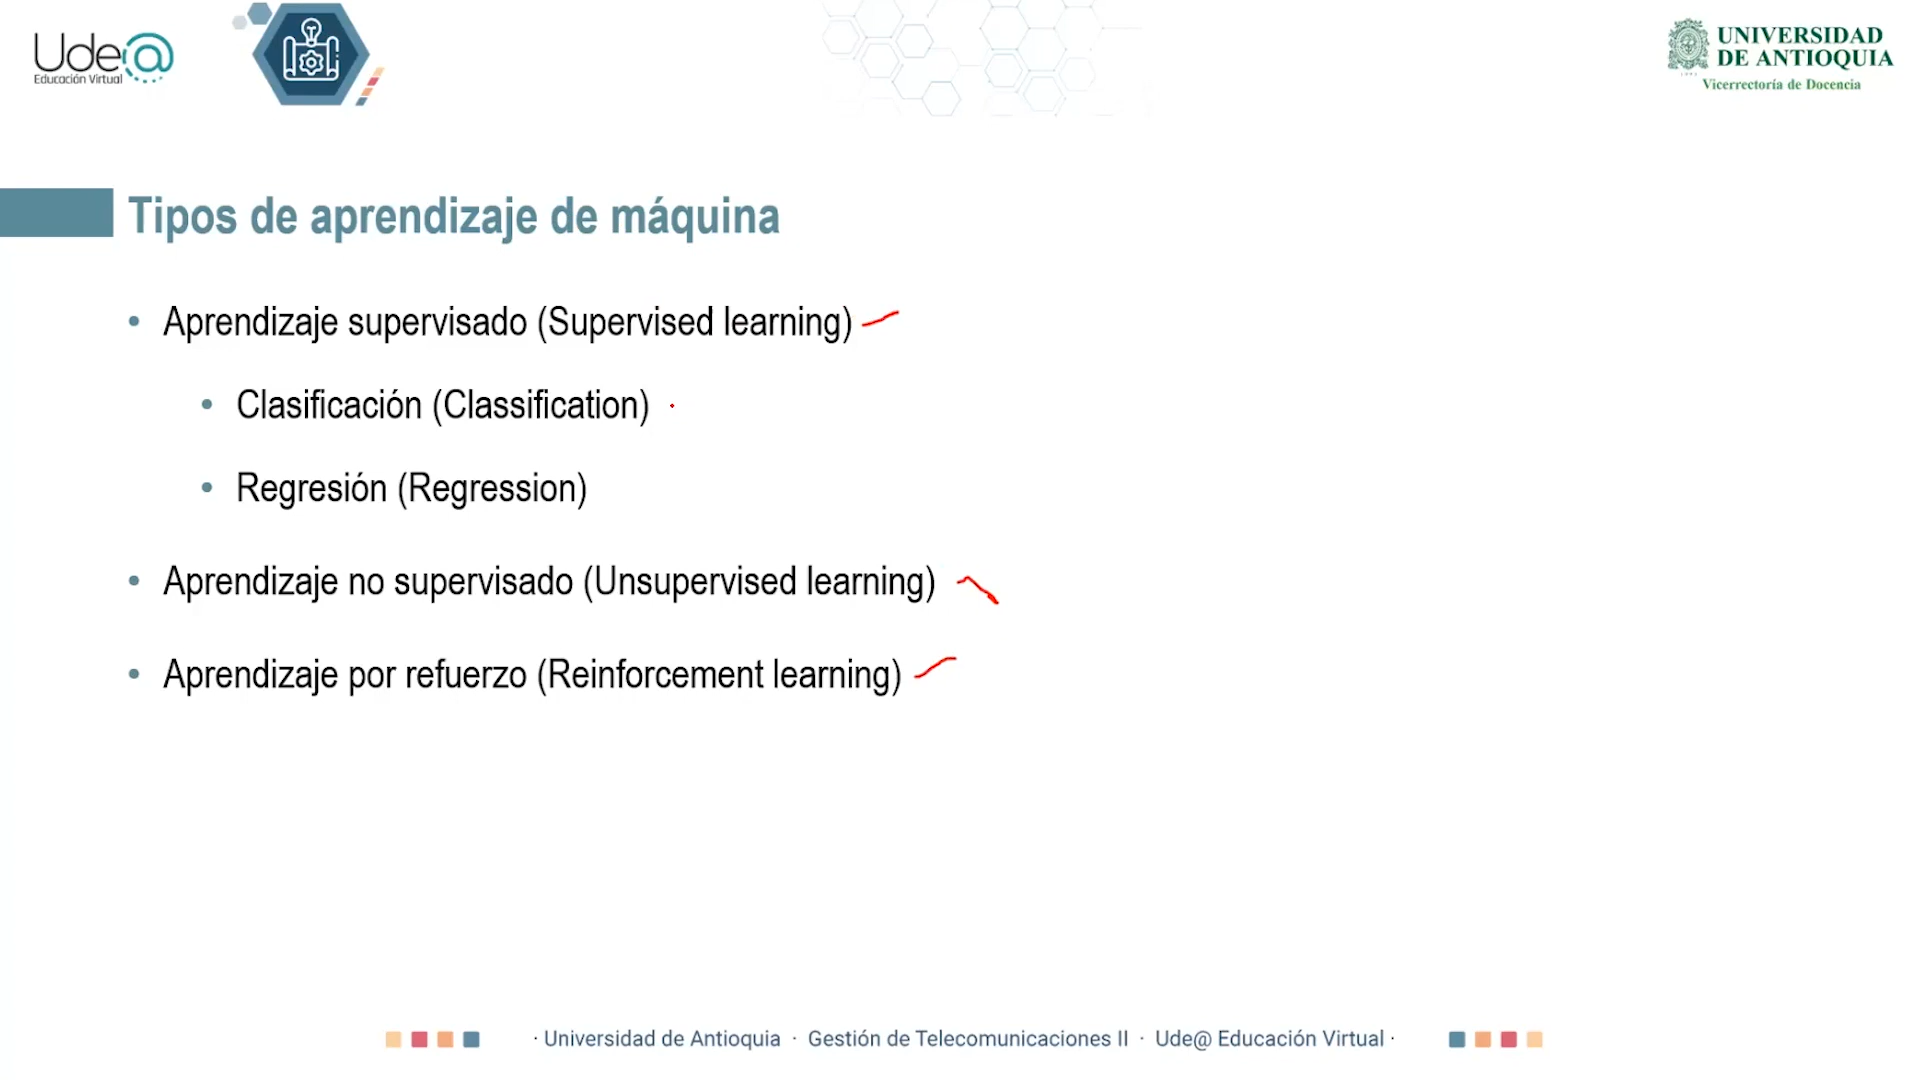 Ude@
Educación Virtual
UNIVERSIDAD
DE ANTIOQUIA
Vicerrectoría de Docencia
Tipos de aprendizaje de máquina
• Aprendizaje supervisado (Supervised learning)
• Clasificación (Classification)
• Regresión (Regression)
• Aprendizaje no supervisado (Unsupervised learning)
• Aprendizaje por refuerzo (Reinforcement learning)
· Universidad de Antioquia · Gestión de Telecomunicaciones II · Ude@ Educación Virtual ·